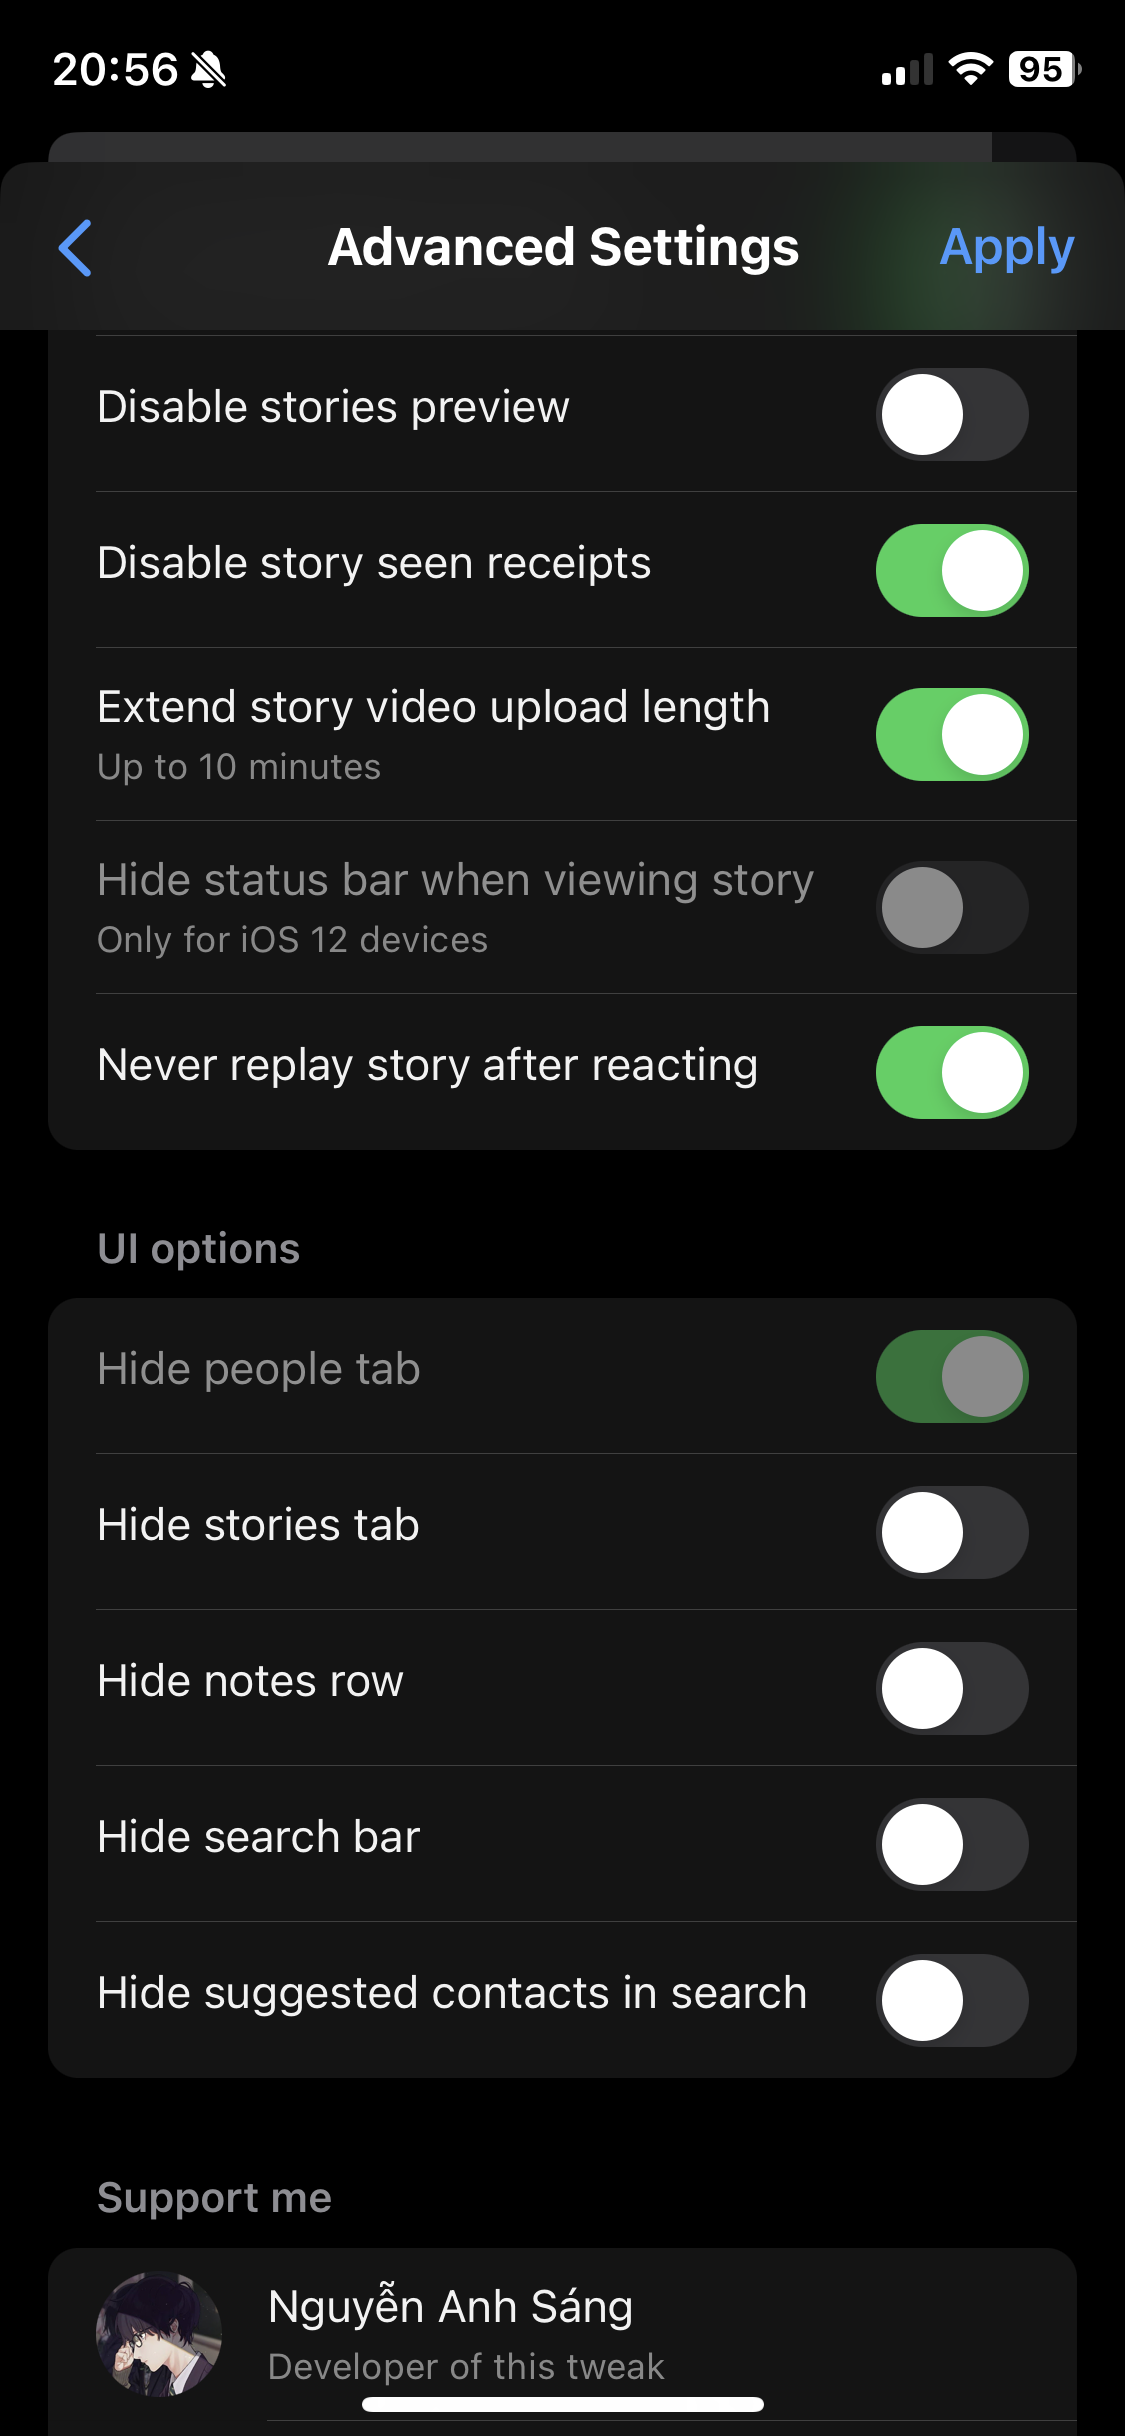 20:56
95
Advanced Settings
Apply
Disable stories preview
Disable story seen receipts
Extend story video upload length
Up to 10 minutes
Hide status bar when viewing story
Only for iOS 12 devices
Never replay story after reacting
UI options
Hide people tab
Hide stories tab
Hide notes row
Hide search bar
Hide suggested contacts in search
Support me
Nguyễn Anh Sáng
Developer of this tweak